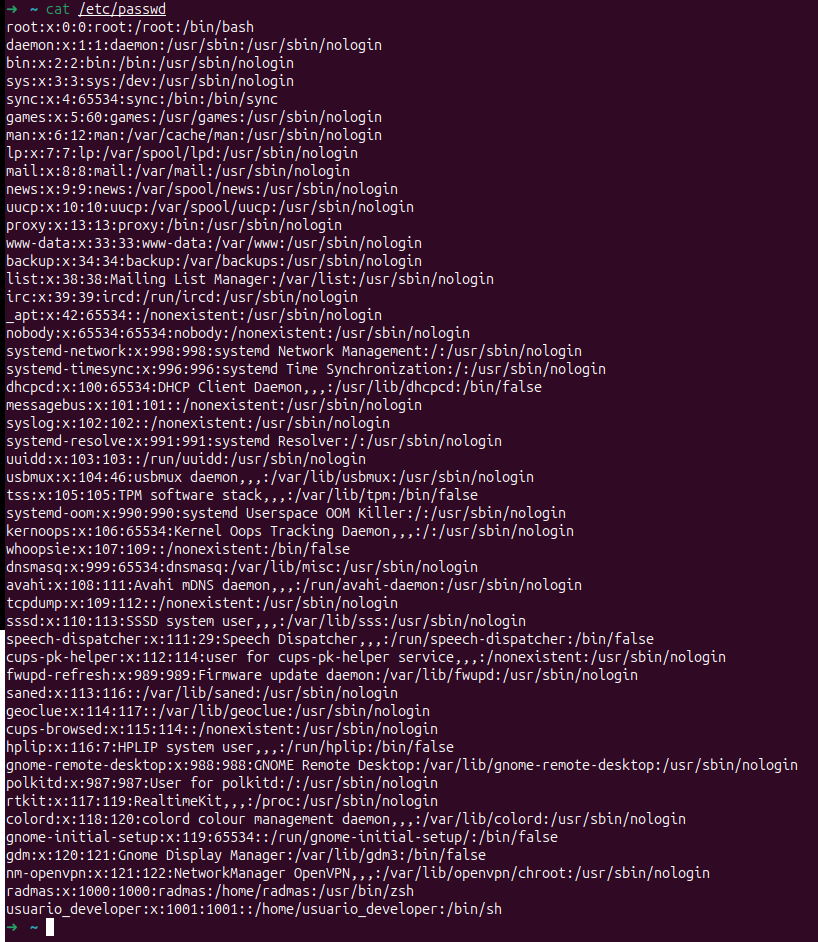 ➜ ~ cat /etc/passwd
root:x:0:0:root:/root:/bin/bash
daemon:x:1:1:daemon:/usr/sbin:/usr/sbin/nologin
bin:x:2:2:bin:/bin:/usr/sbin/nologin
sys:x:3:3:sys:/dev:/usr/sbin/nologin
sync:x:4:65534:sync:/bin:/bin/sync
games:x:5:60:games:/usr/games:/usr/sbin/nologin
man:x:6:12:man:/var/cache/man:/usr/sbin/nologin
lp:x:7:7:lp:/var/spool/lpd:/usr/sbin/nologin
mail:x:8:8:mail:/var/mail:/usr/sbin/nologin
news:x:9:9:news:/var/spool/news:/usr/sbin/nologin
uucp:x:10:10:uucp:/var/spool/uucp:/usr/sbin/nologin
proxy:x:13:13:proxy:/bin:/usr/sbin/nologin
www-data:x:33:33:www-data:/var/www:/usr/sbin/nologin
backup:x:34:34:backup:/var/backups:/usr/sbin/nologin
list:x:38:38:Mailing List Manager:/var/list:/usr/sbin/nologin
irc:x:39:39:ircd:/run/ircd:/usr/sbin/nologin
_apt:x:42:65534::/nonexistent:/usr/sbin/nologin
nobody:x:65534:65534:nobody:/nonexistent:/usr/sbin/nologin
systemd-network:x:998:998:systemd Network Management:/:/usr/sbin/nologin
systemd-timesync:x:996:996:systemd Time Synchronization:/:/usr/sbin/nologin
dhcpcd:x:100:65534:DHCP Client Daemon,,,:/usr/lib/dhcpcd:/bin/false
messagebus:x:101:101::/nonexistent:/usr/sbin/nologin
syslog:x:102:102::/nonexistent:/usr/sbin/nologin
systemd-resolve:x:991:991:systemd Resolver:/:/usr/sbin/nologin
uuidd:x:103:103::/run/uuidd:/usr/sbin/nologin
usbmux:x:104:46:usbmux daemon,,,:/var/lib/usbmux:/usr/sbin/nologin
tss:x:105:105:TPM software stack,,,:/var/lib/tpm:/bin/false
systemd-oom:x:990:990:systemd Userspace OOM Killer:/:/usr/sbin/nologin
kernoops:x:106:65534:Kernel Oops Tracking Daemon,,,:/:/usr/sbin/nologin
whoopsie:x:107:109::/nonexistent:/bin/false
dnsmasq:x:999:65534:dnsmasq:/var/lib/misc:/usr/sbin/nologin
avahi:x:108:111:Avahi mDNS daemon,,,:/run/avahi-daemon:/usr/sbin/nologin
tcpdump:x:109:112::/nonexistent:/usr/sbin/nologin
sssd:x:110:113:SSSD system user,,,:/var/lib/sss:/usr/sbin/nologin
speech-dispatcher:x:111:29:Speech Dispatcher,,,:/run/speech-dispatcher:/bin/false
cups-pk-helper:x:112:114:user for cups-pk-helper service,,,:/nonexistent:/usr/sbin/nologin
fwupd-refresh:x:989:989:Firmware update daemon:/var/lib/fwupd:/usr/sbin/nologin
saned:x:113:116::/var/lib/saned:/usr/sbin/nologin
geoclue:x:114:117::/var/lib/geoclue:/usr/sbin/nologin
cups-browsed:x:115:114::/nonexistent:/usr/sbin/nologin
hplip:x:116:7:HPLIP system user,,,:/run/hplip:/bin/false
gnome-remote-desktop:x:988:988:GNOME Remote Desktop:/var/lib/gnome-remote-desktop:/usr/sbin/nologin
polkitd:x:987:987:User for polkitd:/:/usr/sbin/nologin
rtkit:x:117:119:RealtimeKit,,,:/proc:/usr/sbin/nologin
colord:x:118:120:colord colour management daemon,,,:/var/lib/colord:/usr/sbin/nologin
gnome-initial-setup:x:119:65534::/run/gnome-initial-setup/:/bin/false
gdm:x:120:121:Gnome Display Manager:/var/lib/gdm3:/bin/false
nm-openvpn:x:121:122:NetworkManager OpenVPN,,,:/var/lib/openvpn/chroot:/usr/sbin/nologin
radmas:x:1000:1000:radmas:/home/radmas:/usr/bin/zsh
usuario_developer:x:1001:1001::/home/usuario_developer:/bin/sh
➜ ~